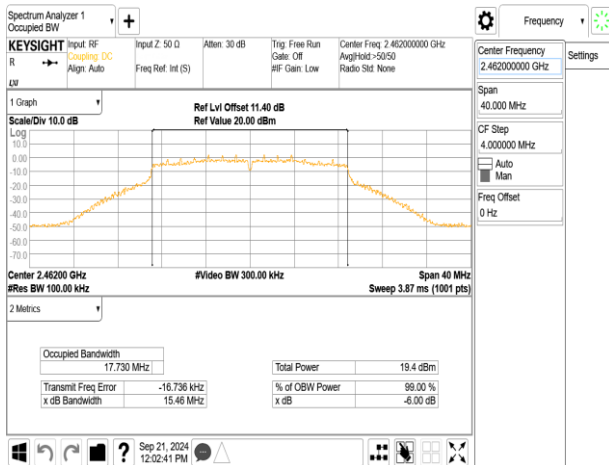 Spectrum Analyzer 1
Occupied BW
KEYSIGHT
R
LXI
Input: RF
Coupling: DC
Align: Auto
Input Z: 50 Ω
Freq Ref: Int (S)
Atten: 30 dB
Trig: Free Run
Gate: Off
#IF Gain: Low
Center Freq: 2.462000000 GHz
Avg|Hold:>50/50
Radio Std: None
1 Graph
Scale/Div 10.0 dB
Ref Lvl Offset 11.40 dB
Ref Value 20.00 dBm
Log
10.0
0.00
-10.0
-20.0
-30.0
-40.0
-50.0
-60.0
-70.0
Center 2.46200 GHz
#Video BW 300.00 kHz
Span 40 MHz
#Res BW 100.00 kHz
Sweep 3.87 ms (1001 pts)
2 Metrics
Occupied Bandwidth
17.730 MHz
Total Power 19.4 dBm
Transmit Freq Error -16.736 kHz
% of OBW Power 99.00 %
x dB Bandwidth 15.46 MHz
x dB -6.00 dB
Sep 21, 2024
12:02:41 PM
Frequency
Center Frequency
2.462000000 GHz
Settings
Span
40.000 MHz
CF Step
4.000000 MHz
Auto
Man
Freq Offset
0 Hz